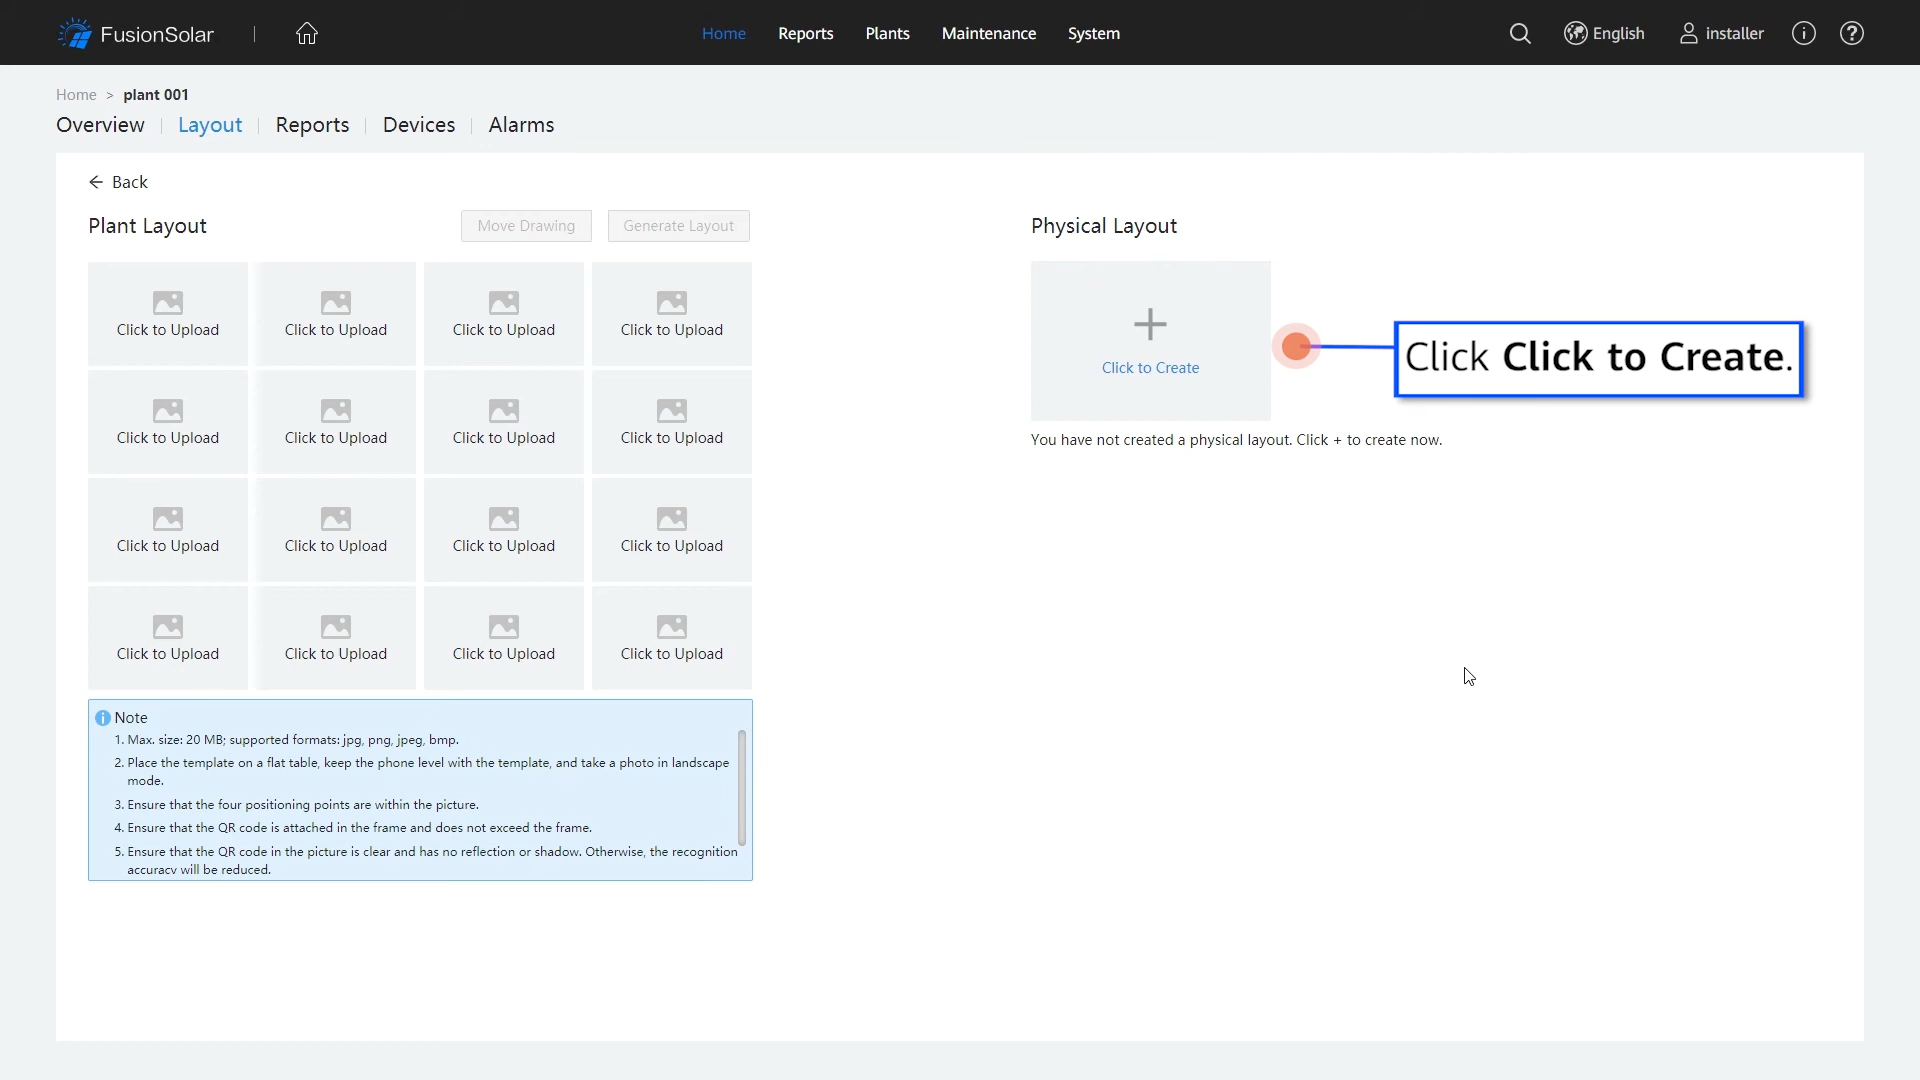 FusionSolar
Home Reports Plants Maintenance System
English installer
Home > plant 001
Overview Layout Reports Devices Alarms
Back
Plant Layout Move Drawing Generate Layout
Physical Layout
Click to Upload Click to Upload Click to Upload Click to Upload
Click to Upload Click to Upload Click to Upload Click to Upload
Click to Upload Click to Upload Click to Upload Click to Upload
Click to Upload Click to Upload Click to Upload Click to Upload
Click to Create
Click Click to Create.
You have not created a physical layout. Click + to create now.
Note
1. Max. size: 20 MB; supported formats: jpg, png, jpeg, bmp.
2. Place the template on a flat table, keep the phone level with the template, and take a photo in landscape
mode.
3. Ensure that the four positioning points are within the picture.
4. Ensure that the QR code is attached in the frame and does not exceed the frame.
5. Ensure that the QR code in the picture is clear and has no reflection or shadow. Otherwise, the recognition
accuracy will be reduced.